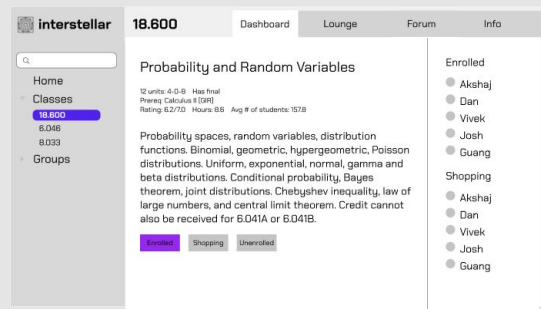 interstellar
18.600
Dashboard
Lounge
Forum
Info
Home
Classes
18.600
6.046
8.033
Groups
Probability and Random Variables
12 units: 4-0-8 Has final
Prereq: Calculus II (GIR)
Rating: 6.2/7.0 Hours: 8.6 Avg # of students: 157.8
Probability spaces, random variables, distribution
functions. Binomial, geometric, hypergeometric, Poisson
distributions. Uniform, exponential, normal, gamma and
beta distributions. Conditional probability, Bayes
theorem, joint distributions. Chebyshev inequality, law of
large numbers, and central limit theorem. Credit cannot
also be received for 6.041A or 6.041B.
Enrolled
Shopping
Unenrolled
Enrolled
Akshaj
Dan
Vivek
Josh
Guang
Shopping
Akshaj
Dan
Vivek
Josh
Guang